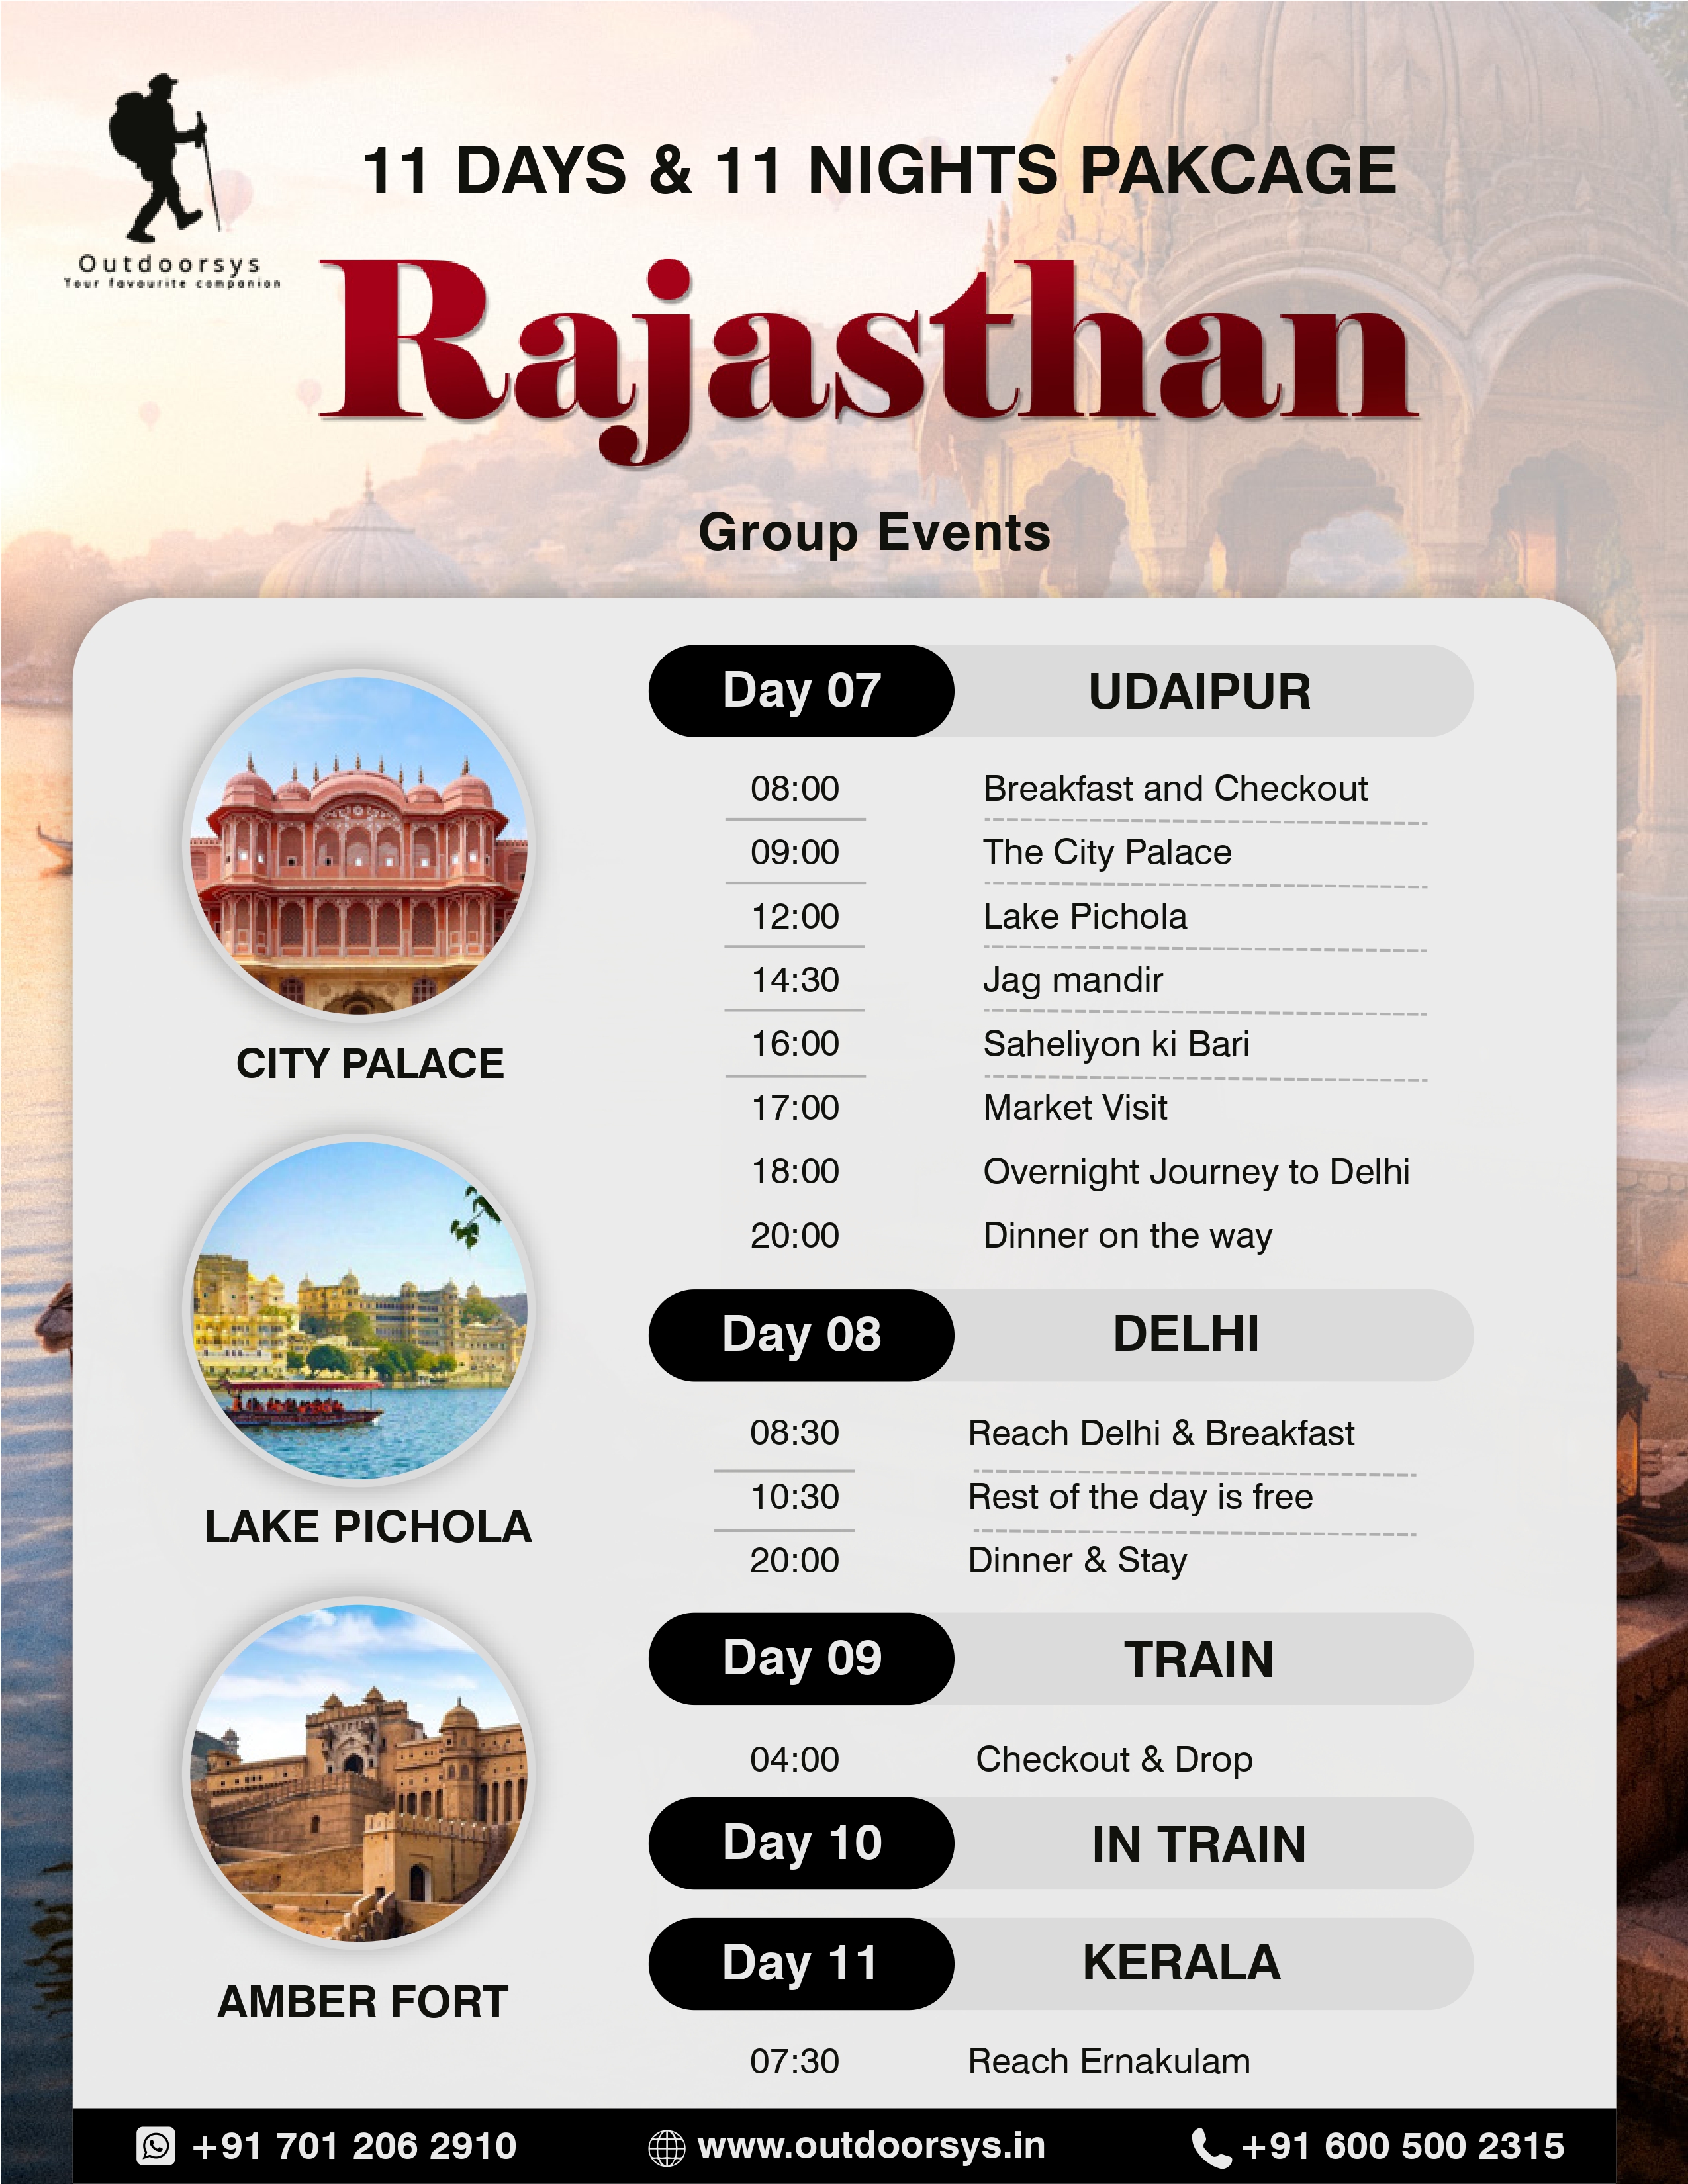 Outdoorsys
Your favourite companion
11 DAYS & 11 NIGHTS PAKCAGE
Rajasthan
Group Events
Day 07 UDAIPUR
08:00 Breakfast and Checkout
09:00 The City Palace
12:00 Lake Pichola
14:30 Jag mandir
16:00 Saheliyon ki Bari
17:00 Market Visit
18:00 Overnight Journey to Delhi
20:00 Dinner on the way
Day 08 DELHI
08:30 Reach Delhi & Breakfast
10:30 Rest of the day is free
20:00 Dinner & Stay
Day 09 TRAIN
04:00 Checkout & Drop
Day 10 IN TRAIN
Day 11 KERALA
07:30 Reach Ernakulam
CITY PALACE
LAKE PICHOLA
AMBER FORT
+91 701 206 2910 www.outdoorsys.in +91 600 500 2315